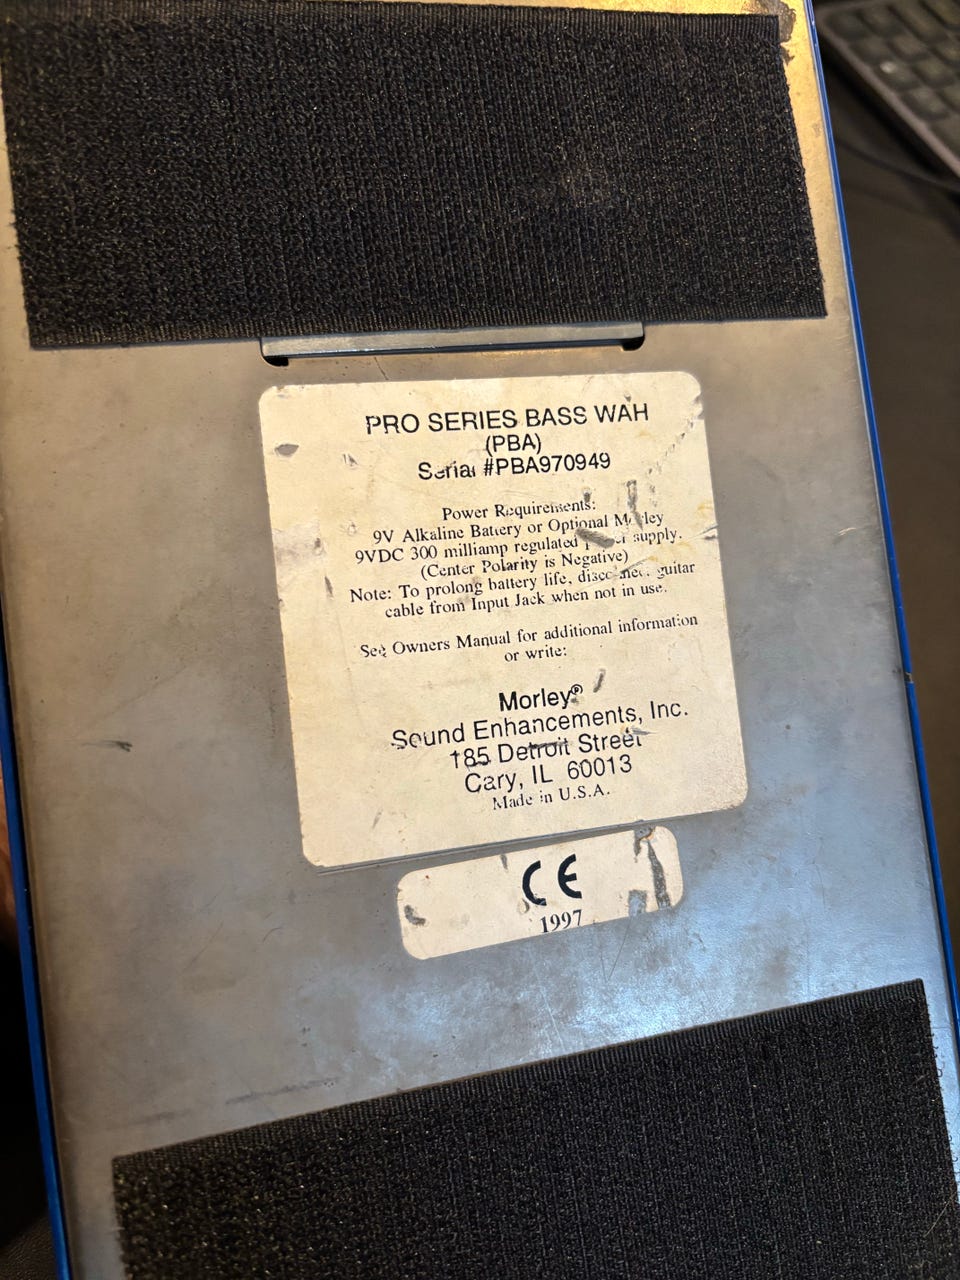 PRO SERIES BASS WAH
(PBA)
Serial #PBA970949
Power Requirements:
9V Alkaline Battery or Optional Morley
9VDC 300 milliamp regulated supply.
(Center Polarity is Negative)
Note: To prolong battery life, disconnect guitar
cable from Input Jack when not in use.
See Owners Manual for additional information
or write:
Morley®
Sound Enhancements, Inc.
185 Detroit Street
Cary, IL 60013
Made in U.S.A.
CE
1997